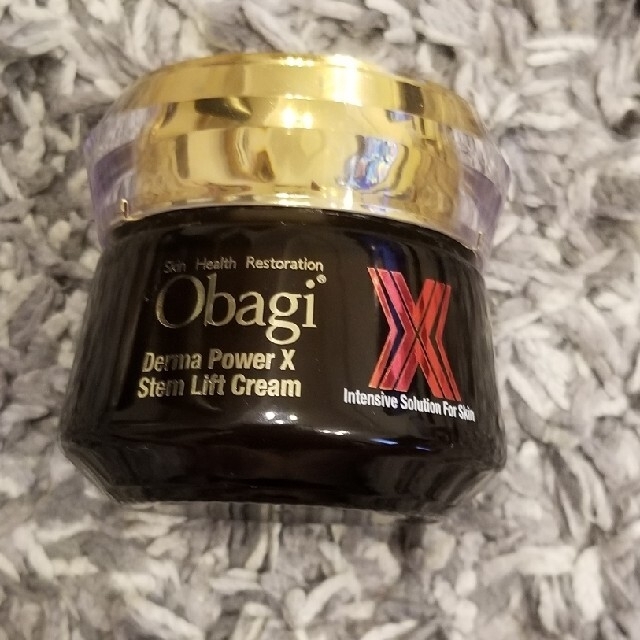 Skin Health Restoration
Obagi
Derma Power X
Stem Lift Cream
X
Intensive Solution For Skin